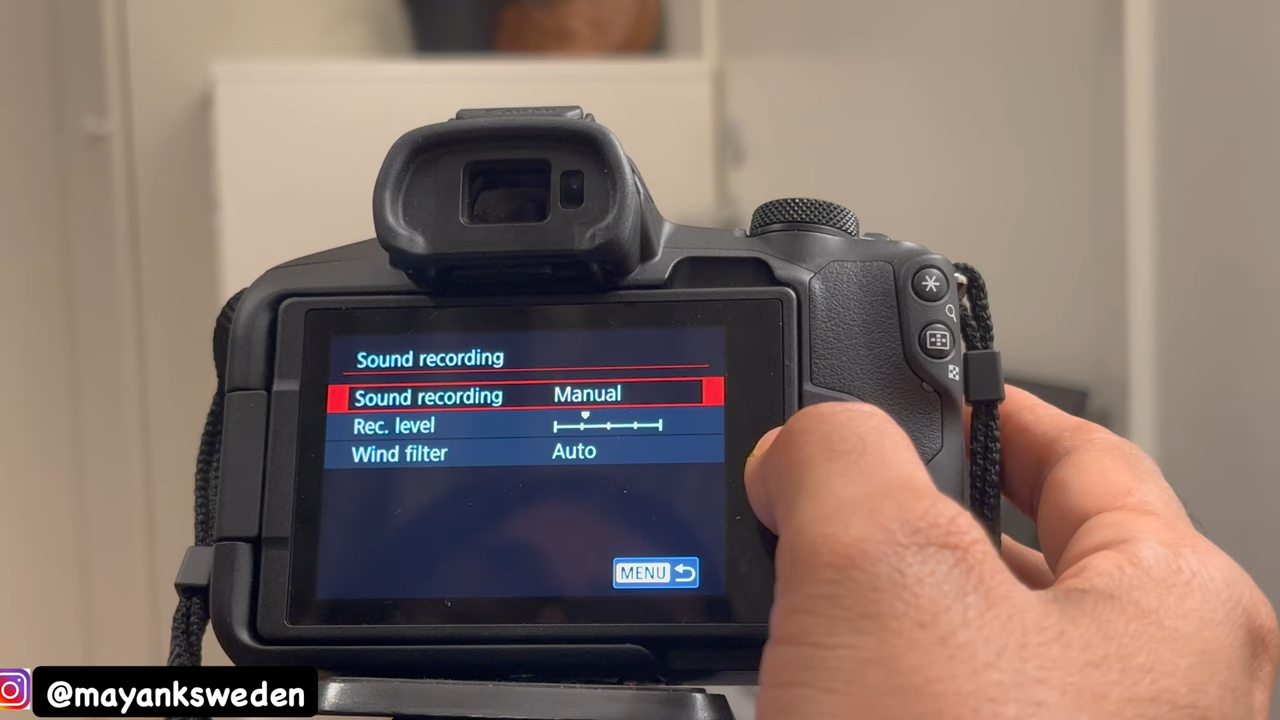 Sound recording
Sound recording Manual
Rec. level
Wind filter Auto
MENU
@mayanksweden